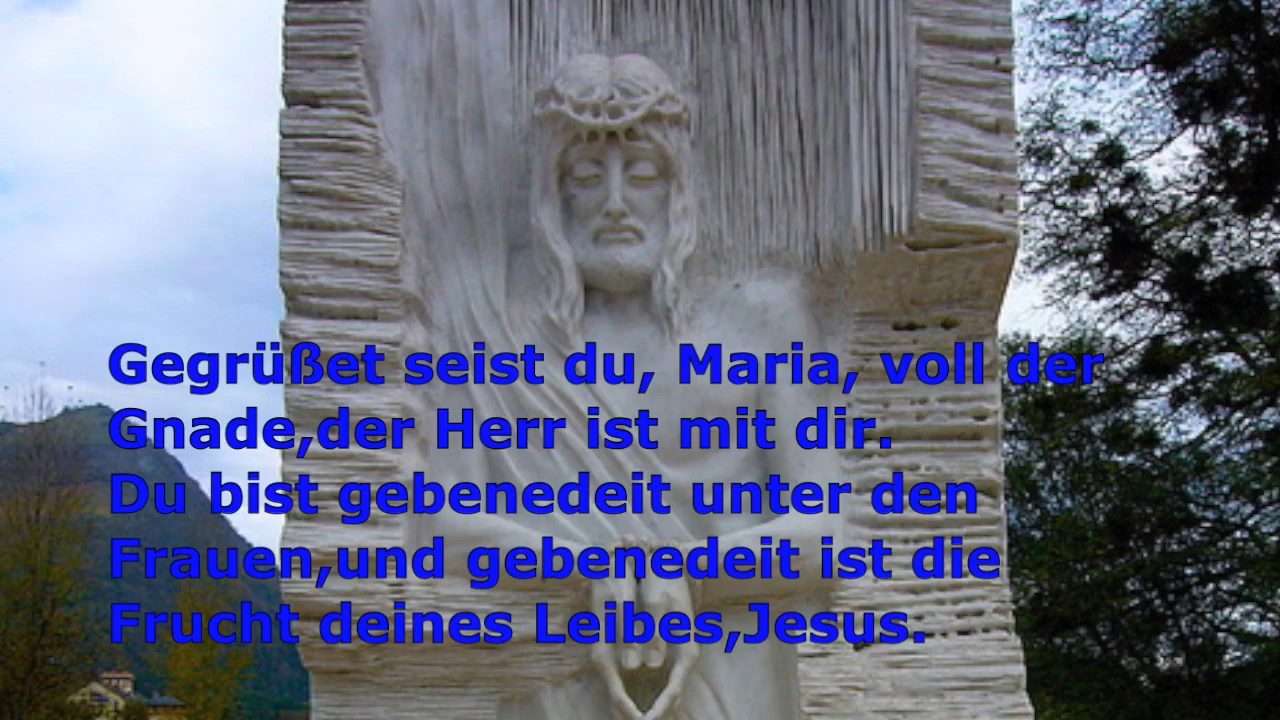 Gegrüßet seist du, Maria, voll der
Gnade,der Herr ist mit dir.
Du bist gebenedeit unter den
Frauen,und gebenedeit ist die
Frucht deines Leibes,Jesus.